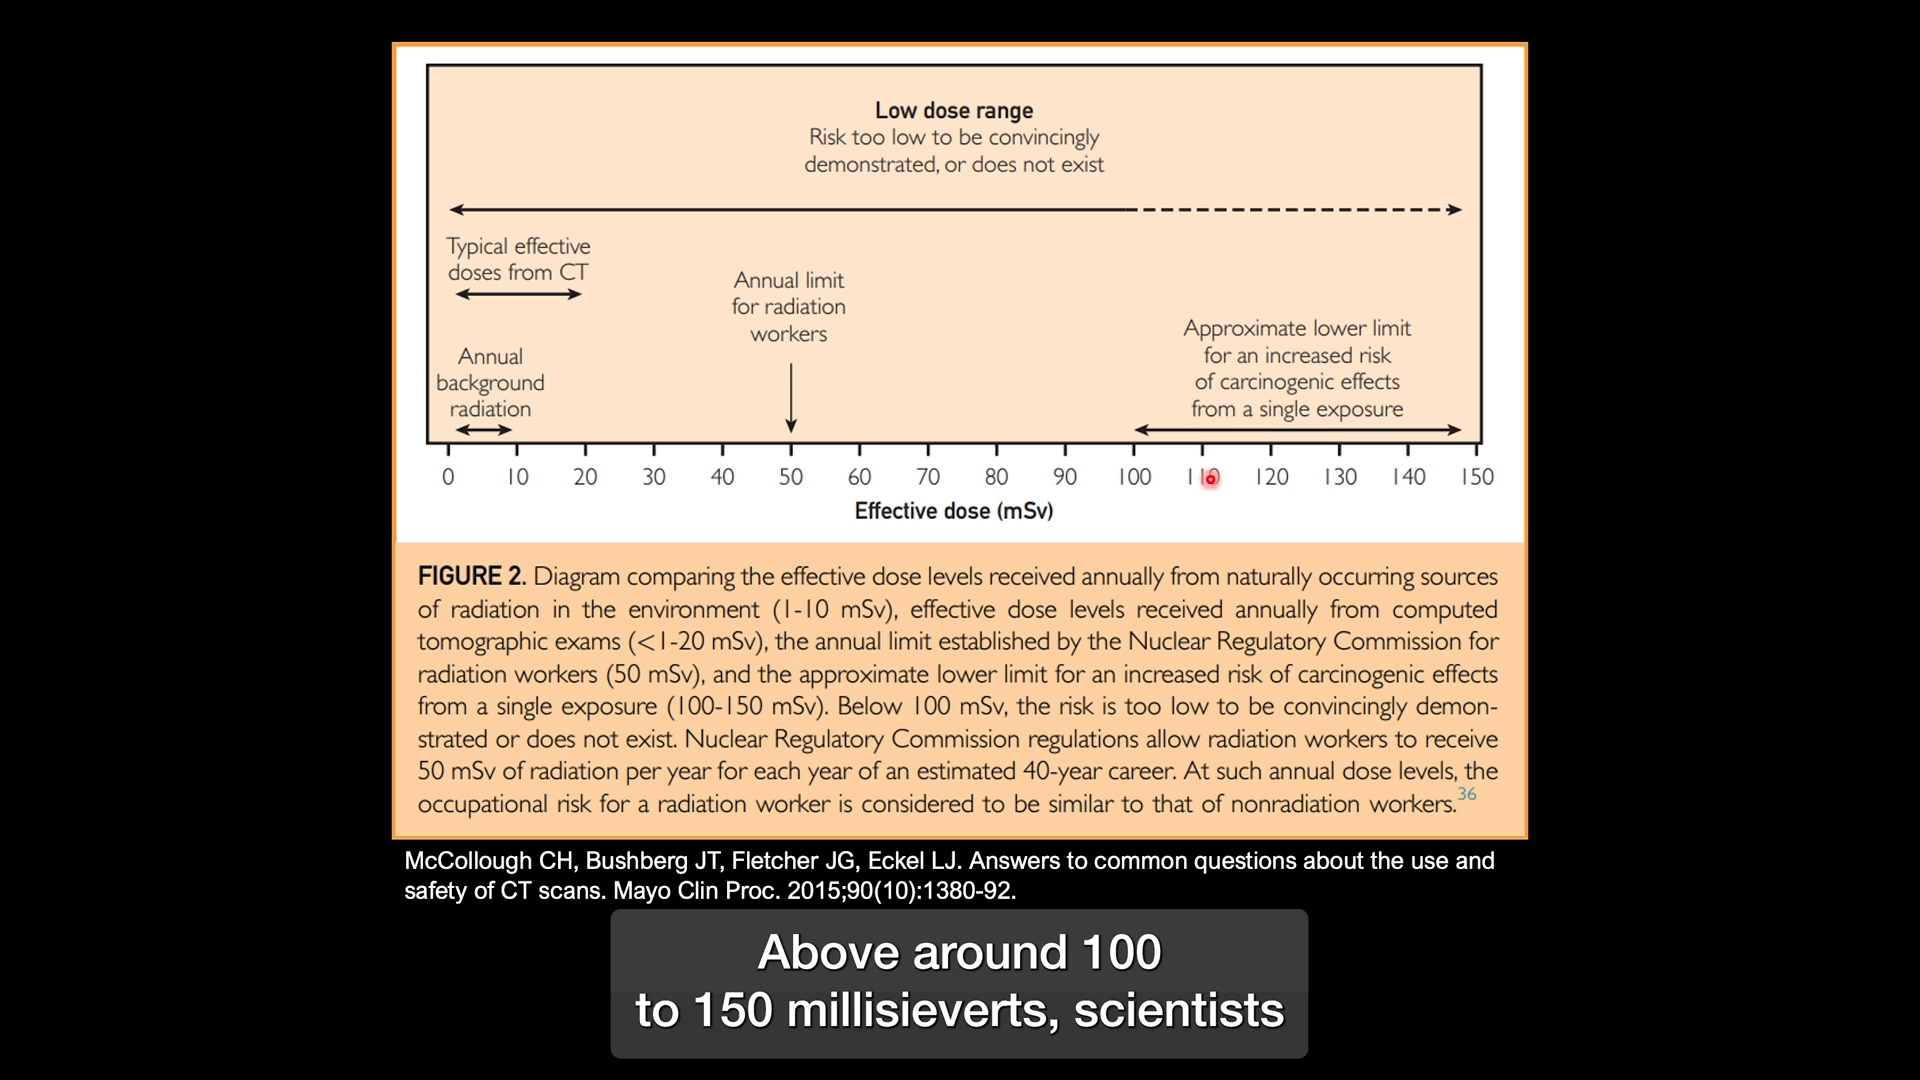 Low dose range
Risk too low to be convincingly
demonstrated, or does not exist
Typical effective
doses from CT
Annual limit
for radiation
workers
Approximate lower limit
for an increased risk
of carcinogenic effects
from a single exposure
Annual
background
radiation
0 10 20 30 40 50 60 70 80 90 100 110 120 130 140 150
Effective dose (mSv)
FIGURE 2. Diagram comparing the effective dose levels received annually from naturally occurring sources
of radiation in the environment (1-10 mSv), effective dose levels received annually from computed
tomographic exams (<1-20 mSv), the annual limit established by the Nuclear Regulatory Commission for
radiation workers (50 mSv), and the approximate lower limit for an increased risk of carcinogenic effects
from a single exposure (100-150 mSv). Below 100 mSv, the risk is too low to be convincingly demon-
strated or does not exist. Nuclear Regulatory Commission regulations allow radiation workers to receive
50 mSv of radiation per year for each year of an estimated 40-year career. At such annual dose levels, the
occupational risk for a radiation worker is considered to be similar to that of nonradiation workers.36
McCollough CH, Bushberg JT, Fletcher JG, Eckel LJ. Answers to common questions about the use and
safety of CT scans. Mayo Clin Proc. 2015;90(10):1380-92.
Above around 100
to 150 millisieverts, scientists